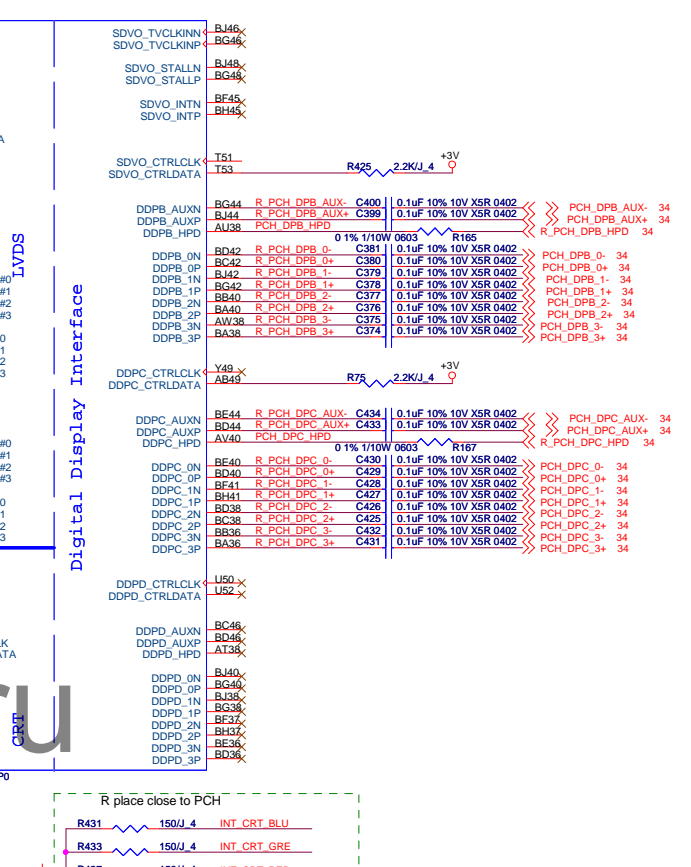 SDVO_TVCLKINN BJ46
SDVO_TVCLKINP BG46
SDVO_STALLN BJ48
SDVO_STALLP BG48
SDVO_INTN BF45
SDVO_INTP BH45
SDVO_CTRLCLK T51
SDVO_CTRLDATA T53 R425 2.2K/J_4 +3V
DDPB_AUXN BG44 R_PCH_DPB_AUX- C400 0.1uF 10% 10V X5R 0402 PCH_DPB_AUX- 34
DDPB_AUXP BJ44 R_PCH_DPB_AUX+ C399 0.1uF 10% 10V X5R 0402 PCH_DPB_AUX+ 34
DDPB_HPD AU38 PCH_DPB_HPD 0 1% 1/10W 0603 R165 R_PCH_DPB_HPD 34
DDPB_0N BD42 R_PCH_DPB_0- C381 0.1uF 10% 10V X5R 0402 PCH_DPB_0- 34
DDPB_0P BC42 R_PCH_DPB_0+ C380 0.1uF 10% 10V X5R 0402 PCH_DPB_0+ 34
DDPB_1N BJ42 R_PCH_DPB_1- C379 0.1uF 10% 10V X5R 0402 PCH_DPB_1- 34
DDPB_1P BG42 R_PCH_DPB_1+ C378 0.1uF 10% 10V X5R 0402 PCH_DPB_1+ 34
DDPB_2N BB40 R_PCH_DPB_2- C377 0.1uF 10% 10V X5R 0402 PCH_DPB_2- 34
DDPB_2P BA40 R_PCH_DPB_2+ C376 0.1uF 10% 10V X5R 0402 PCH_DPB_2+ 34
DDPB_3N AW38 R_PCH_DPB_3- C375 0.1uF 10% 10V X5R 0402 PCH_DPB_3- 34
DDPB_3P BA38 R_PCH_DPB_3+ C374 0.1uF 10% 10V X5R 0402 PCH_DPB_3+ 34
DDPC_CTRLCLK Y49
DDPC_CTRLDATA AB49 R75 2.2K/J_4 +3V
DDPC_AUXN BE44 R_PCH_DPC_AUX- C434 0.1uF 10% 10V X5R 0402 PCH_DPC_AUX- 34
DDPC_AUXP BD44 R_PCH_DPC_AUX+ C433 0.1uF 10% 10V X5R 0402 PCH_DPC_AUX+ 34
DDPC_HPD AV40 PCH_DPC_HPD 0 1% 1/10W 0603 R167 R_PCH_DPC_HPD 34
DDPC_0N BE40 R_PCH_DPC_0- C430 0.1uF 10% 10V X5R 0402 PCH_DPC_0- 34
DDPC_0P BD40 R_PCH_DPC_0+ C429 0.1uF 10% 10V X5R 0402 PCH_DPC_0+ 34
DDPC_1N BF41 R_PCH_DPC_1- C428 0.1uF 10% 10V X5R 0402 PCH_DPC_1- 34
DDPC_1P BH41 R_PCH_DPC_1+ C427 0.1uF 10% 10V X5R 0402 PCH_DPC_1+ 34
DDPC_2N BD38 R_PCH_DPC_2- C426 0.1uF 10% 10V X5R 0402 PCH_DPC_2- 34
DDPC_2P BC38 R_PCH_DPC_2+ C425 0.1uF 10% 10V X5R 0402 PCH_DPC_2+ 34
DDPC_3N BB36 R_PCH_DPC_3- C432 0.1uF 10% 10V X5R 0402 PCH_DPC_3- 34
DDPC_3P BA36 R_PCH_DPC_3+ C431 0.1uF 10% 10V X5R 0402 PCH_DPC_3+ 34
DDPD_CTRLCLK U50
DDPD_CTRLDATA U52
DDPD_AUXN BC46
DDPD_AUXP BD46
DDPD_HPD AT38
DDPD_0N BJ40
DDPD_0P BG40
DDPD_1N BJ38
DDPD_1P BG38
DDPD_2N BF37
DDPD_2P BH37
DDPD_3N BE36
DDPD_3P BD36
LVDS
Digital Display Interface
CRT
ru
R place close to PCH
R431 150/J_4 INT_CRT_BLU
R433 150/J_4 INT_CRT_GRE